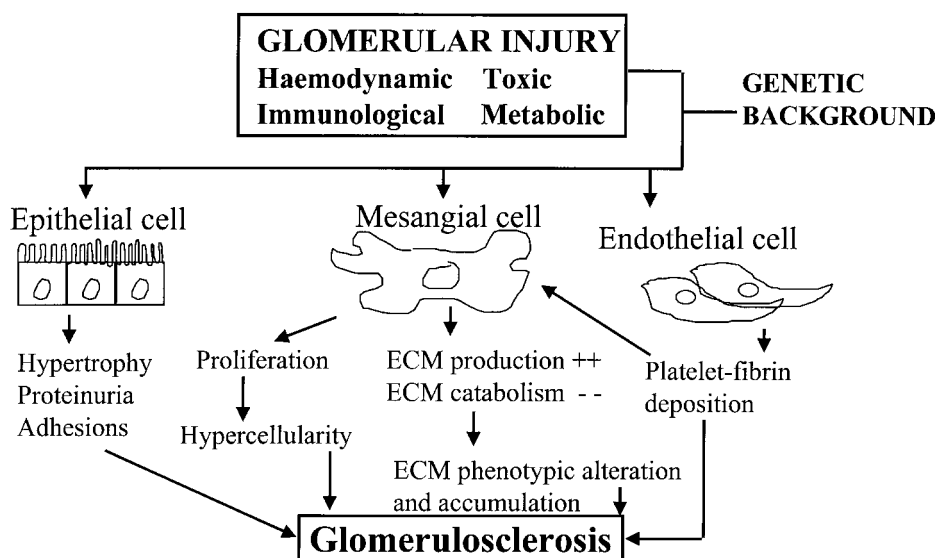 GLOMERULAR INJURY
Haemodynamic Toxic
Immunological Metabolic
GENETIC
BACKGROUND
Epithelial cell
Mesangial cell
Endothelial cell
Hypertrophy
Proteinuria
Adhesions
Proliferation
Hypercellularity
ECM production ++
ECM catabolism - -
ECM phenotypic alteration
and accumulation
Platelet-fibrin
deposition
Glomerulosclerosis